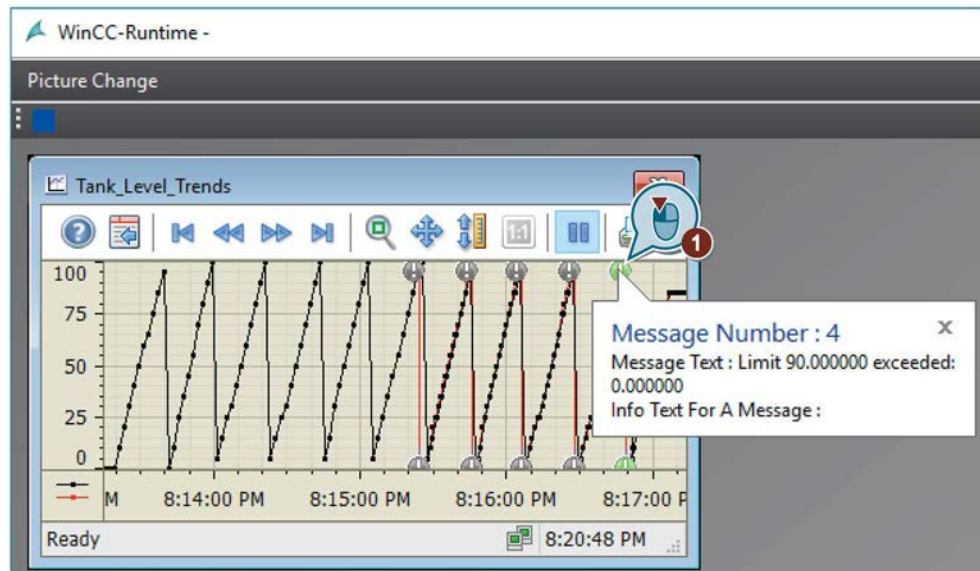 WinCC-Runtime -
Picture Change
Tank_Level_Trends
1:1
1
100
75
50
25
0
Message Number : 4
Message Text : Limit 90.000000 exceeded:
0.000000
Info Text For A Message :
M 8:14:00 PM 8:15:00 PM 8:16:00 PM 8:17:00 P
Ready 8:20:48 PM